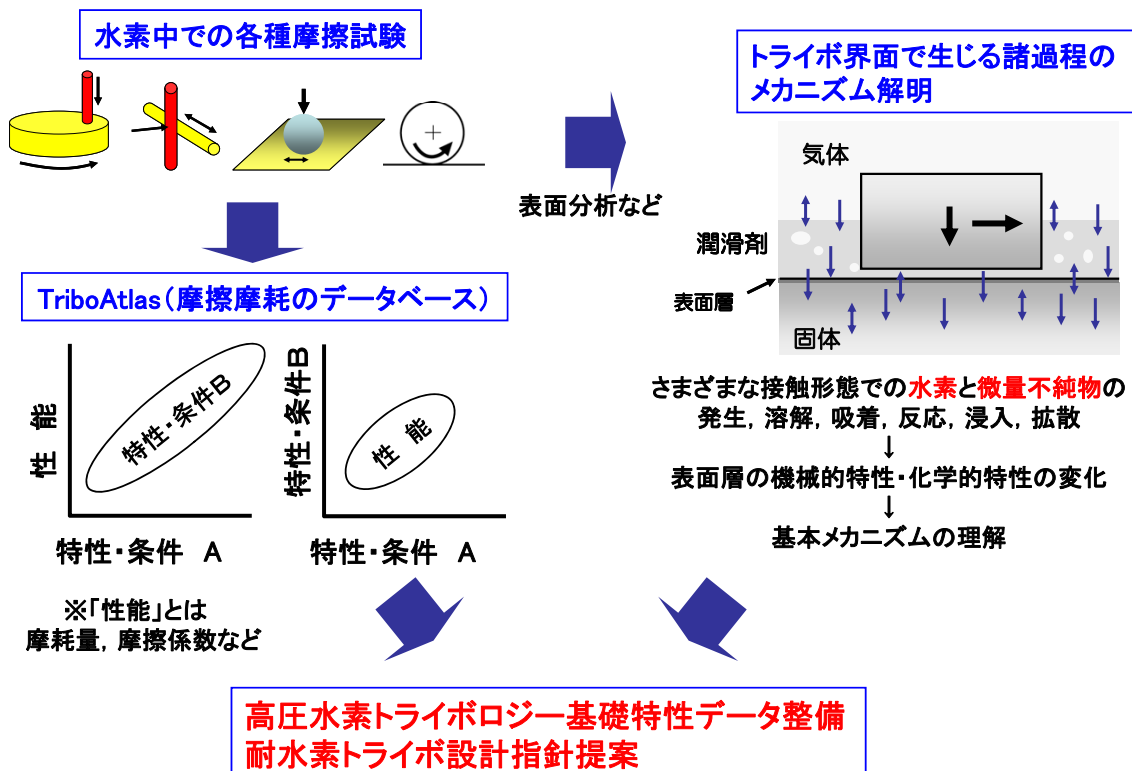 水素中での各種摩擦試験
トライボ界面で生じる諸過程の
メカニズム解明
表面分析など
気体
潤滑剤
表面層
固体
TriboAtlas(摩擦摩耗のデータベース)
性 能
特性・条件B
特性・条件 A
特性・条件B
性 能
特性・条件 A
※「性能」とは
摩耗量, 摩擦係数など
さまざまな接触形態での水素と微量不純物の
発生, 溶解, 吸着, 反応, 浸入, 拡散
↓
表面層の機械的特性・化学的特性の変化
↓
基本メカニズムの理解
高圧水素トライボロジー基礎特性データ整備
耐水素トライボ設計指針提案